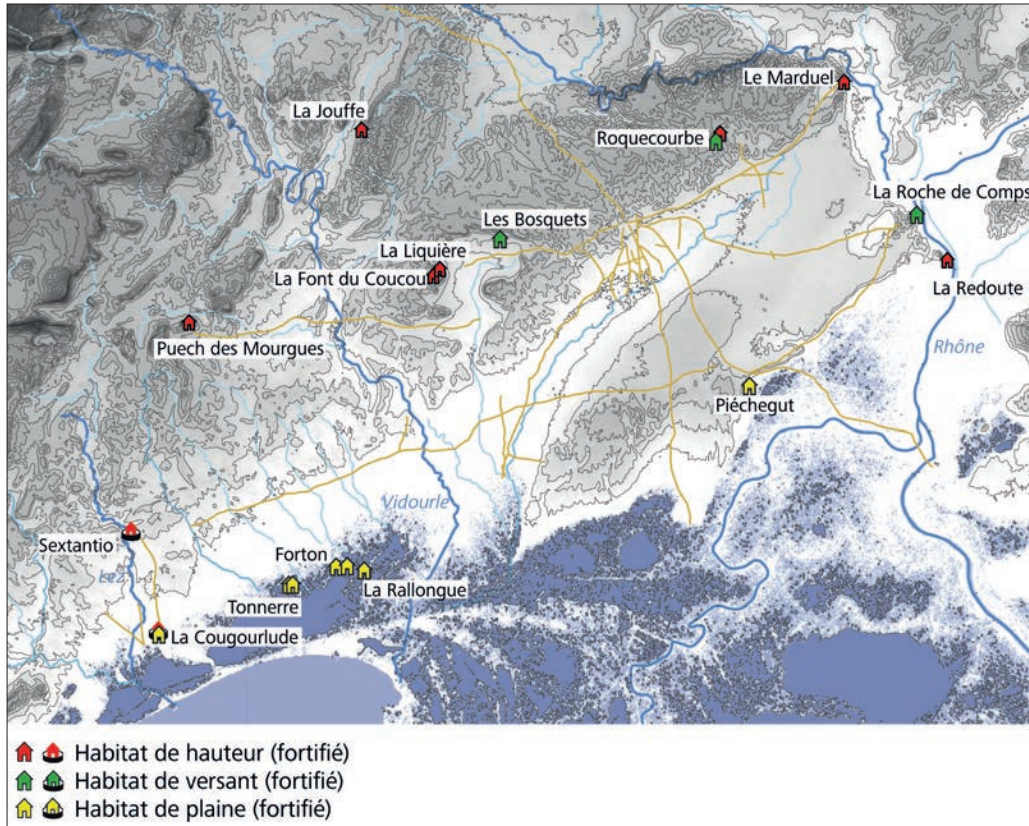 Le Marduel
La Jouffe
Roquecourbe
La Roche de Comps
Les Bosquets
La Liquière
La Font du Coucou
La Redoute
Puech des Mourgues
Rhône
Piéchegut
Vidourle
Sextantio
Forton
Lez
La Rallongue
Tonnerre
La Cougourlude
Habitat de hauteur (fortifié)
Habitat de versant (fortifié)
Habitat de plaine (fortifié)